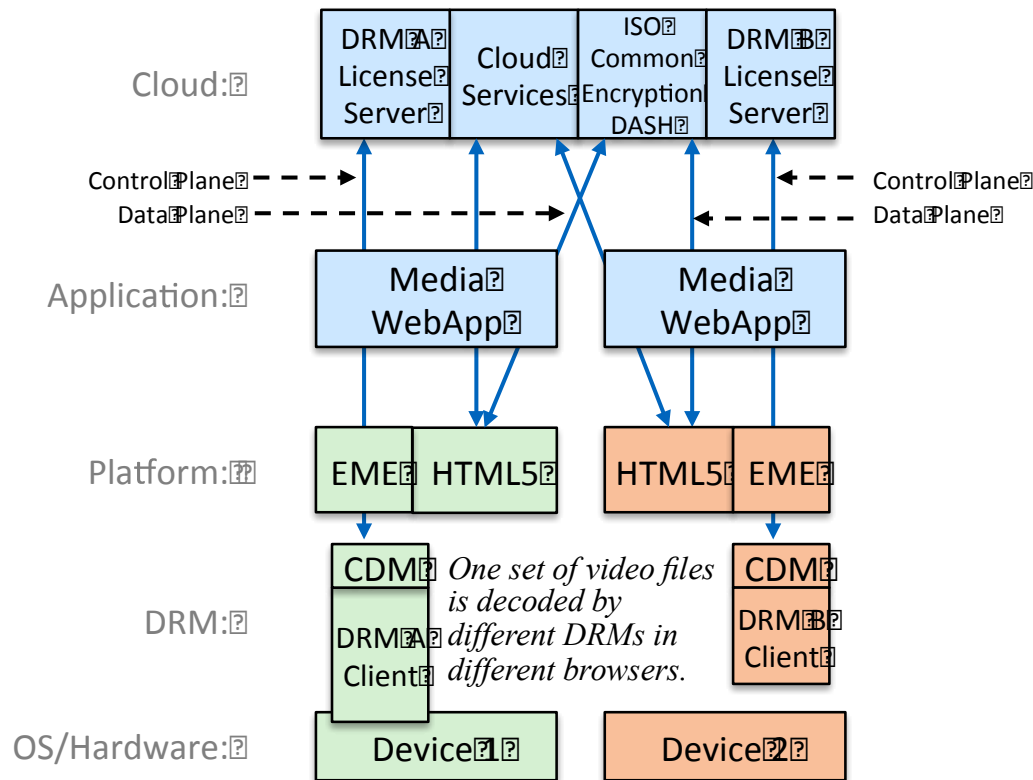 DRM A
License
Server
Cloud
Services
ISO
Common
Encryption
DASH
DRM B
License
Server
Cloud:
Control Plane
Data Plane
Control Plane
Data Plane
Application:
Media
WebApp
Media
WebApp
Platform:
EME
HTML5
HTML5
EME
DRM:
CDM
DRM A
Client
One set of video files
is decoded by
different DRMs in
different browsers.
CDM
DRM B
Client
OS/Hardware:
Device 1
Device 2